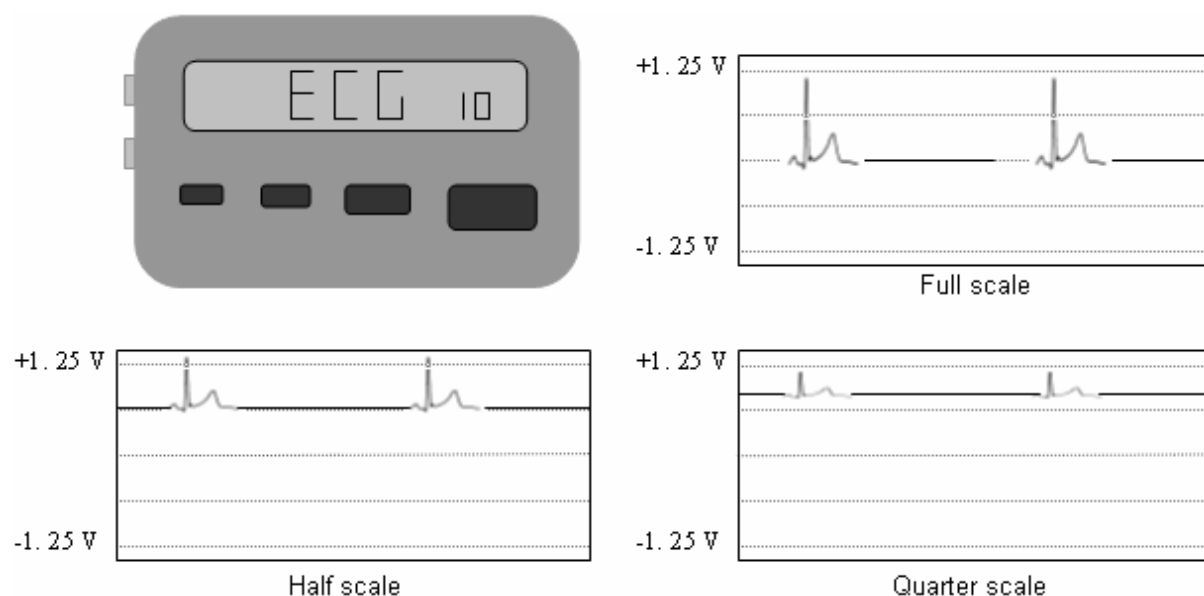 ECG 10
+1.25 V
-1.25 V
Full scale
+1.25 V
-1.25 V
Half scale
+1.25 V
-1.25 V
Quarter scale